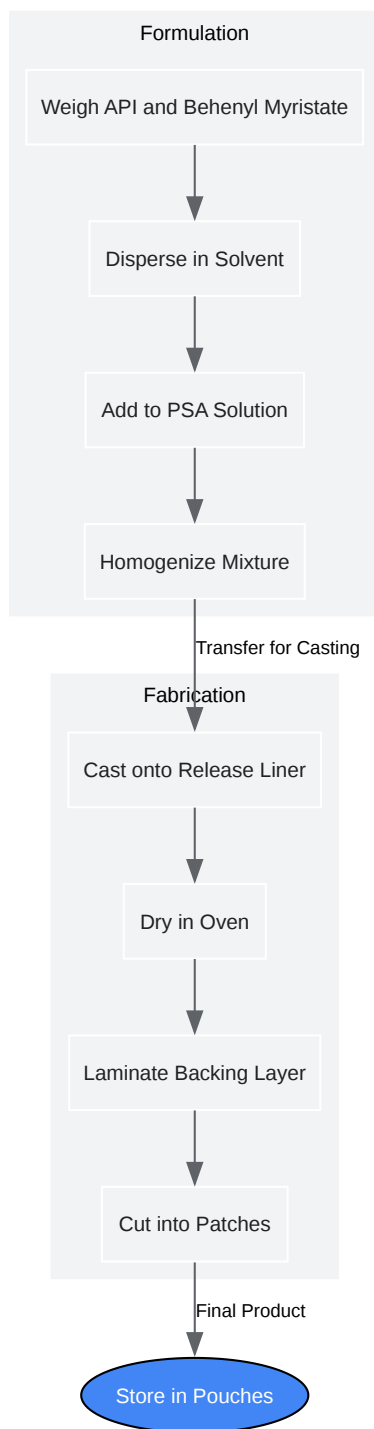 Formulation
Weigh API and Behenyl Myristate
Disperse in Solvent
Add to PSA Solution
Homogenize Mixture
Transfer for Casting
Fabrication
Cast onto Release Liner
Dry in Oven
Laminate Backing Layer
Cut into Patches
Final Product
Store in Pouches